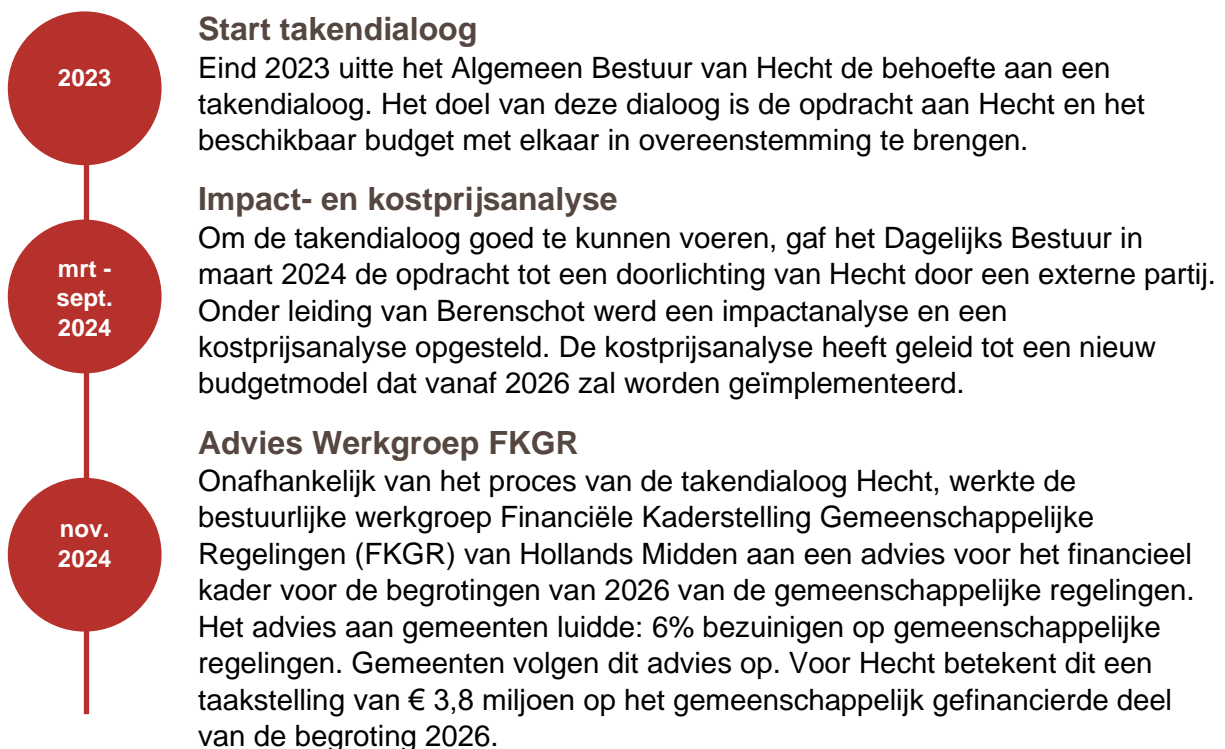 2023
Start takendialoog
Eind 2023 uitte het Algemeen Bestuur van Hecht de behoefte aan een
takendialoog. Het doel van deze dialoog is de opdracht aan Hecht en het
beschikbaar budget met elkaar in overeenstemming te brengen.
mrt -
sept.
2024
Impact- en kostprijsanalyse
Om de takendialoog goed te kunnen voeren, gaf het Dagelijks Bestuur in
maart 2024 de opdracht tot een doorlichting van Hecht door een externe partij.
Onder leiding van Berenschot werd een impactanalyse en een
kostprijsanalyse opgesteld. De kostprijsanalyse heeft geleid tot een nieuw
budgetmodel dat vanaf 2026 zal worden geïmplementeerd.
nov.
2024
Advies Werkgroep FKGR
Onafhankelijk van het proces van de takendialoog Hecht, werkte de
bestuurlijke werkgroep Financiële Kaderstelling Gemeenschappelijke
Regelingen (FKGR) van Hollands Midden aan een advies voor het financieel
kader voor de begrotingen van 2026 van de gemeenschappelijke regelingen.
Het advies aan gemeenten luidde: 6% bezuinigen op gemeenschappelijke
regelingen. Gemeenten volgen dit advies op. Voor Hecht betekent dit een
taakstelling van € 3,8 miljoen op het gemeenschappelijk gefinancierde deel
van de begroting 2026.